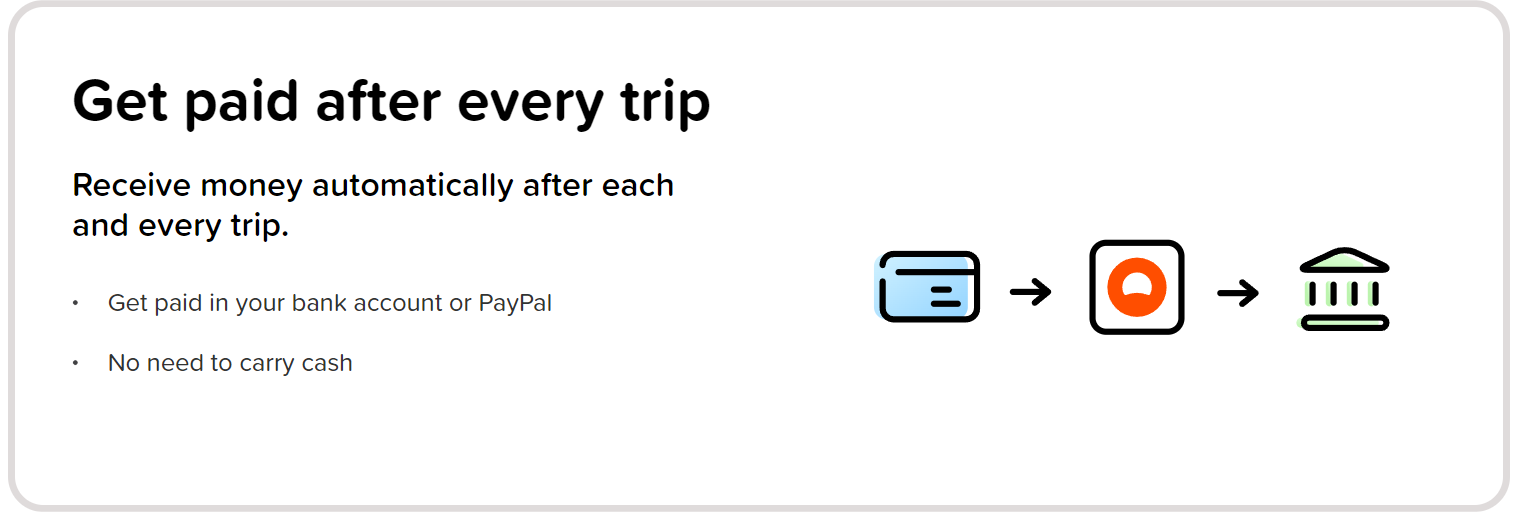 Get paid after every trip
Receive money automatically after each
and every trip.
• Get paid in your bank account or PayPal
• No need to carry cash